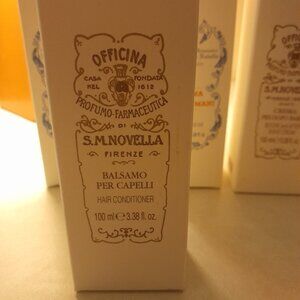 OFFICINA
CASA FONDATA
NEL 1612
PROFUMO-FARMACEUTICA
DI
S.M.NOVELLA
FIRENZE
BALSAMO
PER CAPELLI
HAIR CONDITIONER
100 ml ℮ 3.38 fl. oz.